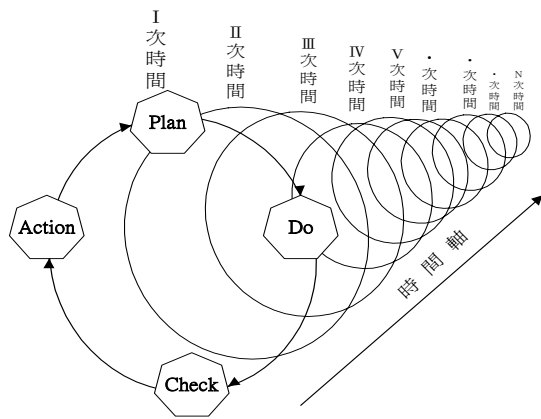 Ⅰ次時間
Ⅱ次時間
Ⅲ次時間
Ⅳ次時間
Ⅴ次時間
・次時間
・次時間
・次時間
N次時間
Plan
Do
Action
Check
時間軸